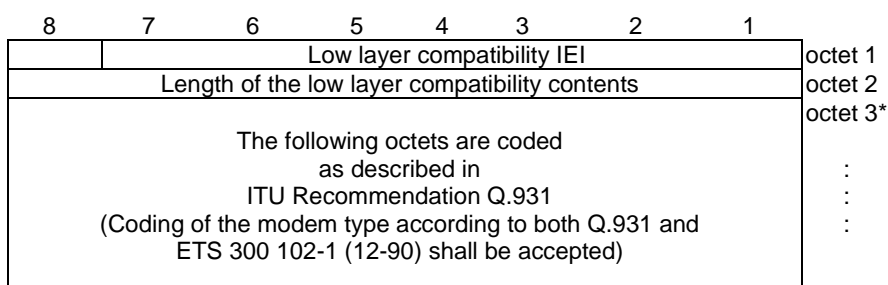 8 7 6 5 4 3 2 1
Low layer compatibility IEI octet 1
Length of the low layer compatibility contents octet 2
octet 3*
The following octets are coded
as described in :
ITU Recommendation Q.931 :
(Coding of the modem type according to both Q.931 and :
ETS 300 102-1 (12-90) shall be accepted)